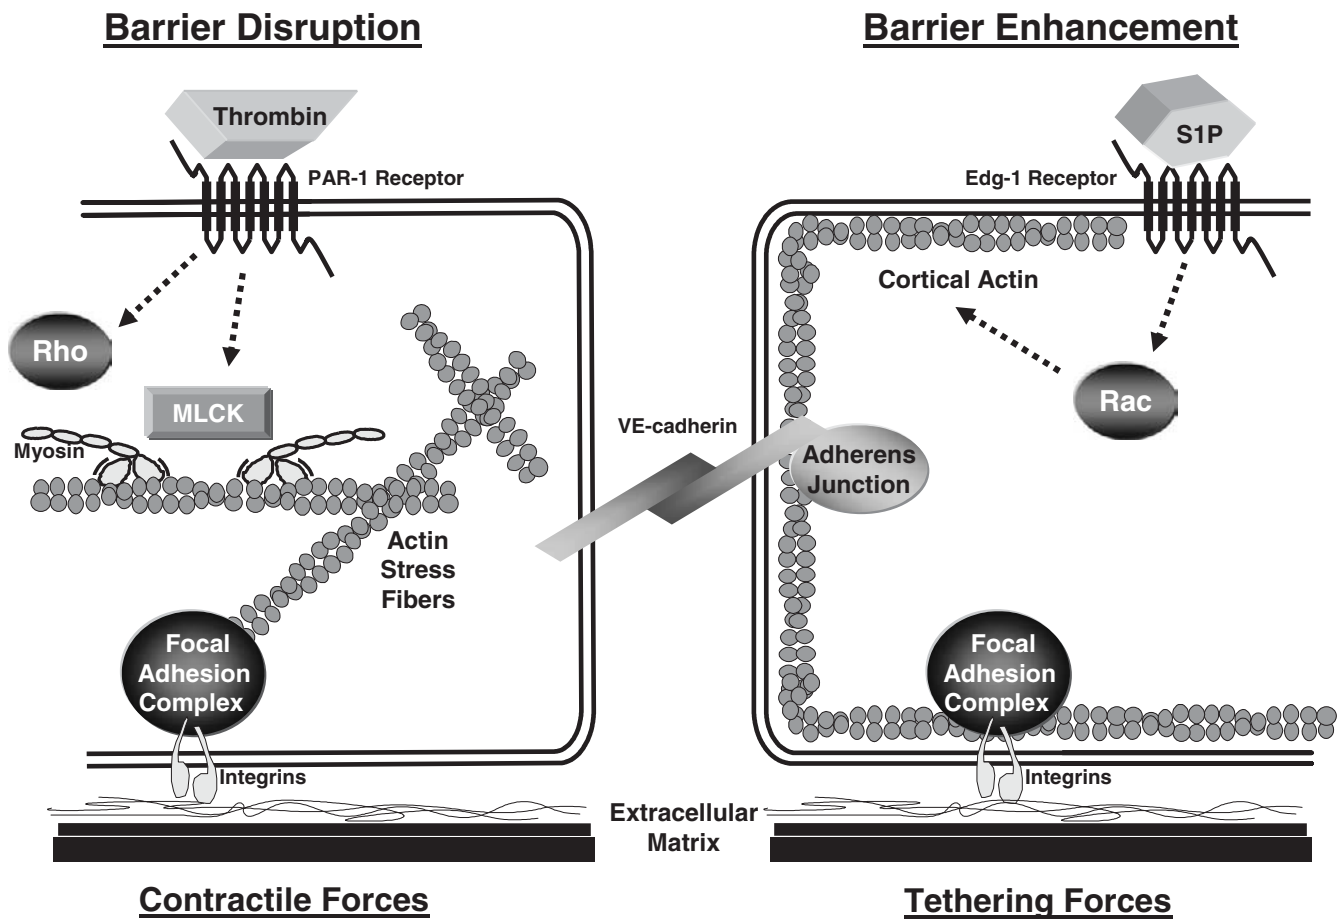 Barrier Disruption
Barrier Enhancement
Thrombin
PAR-1 Receptor
S1P
Edg-1 Receptor
Rho
MLCK
Myosin
Actin
Stress
Fibers
Focal
Adhesion
Complex
Integrins
VE-cadherin
Cortical Actin
Rac
Adherens
Junction
Focal
Adhesion
Complex
Integrins
Extracellular
Matrix
Contractile Forces
Tethering Forces